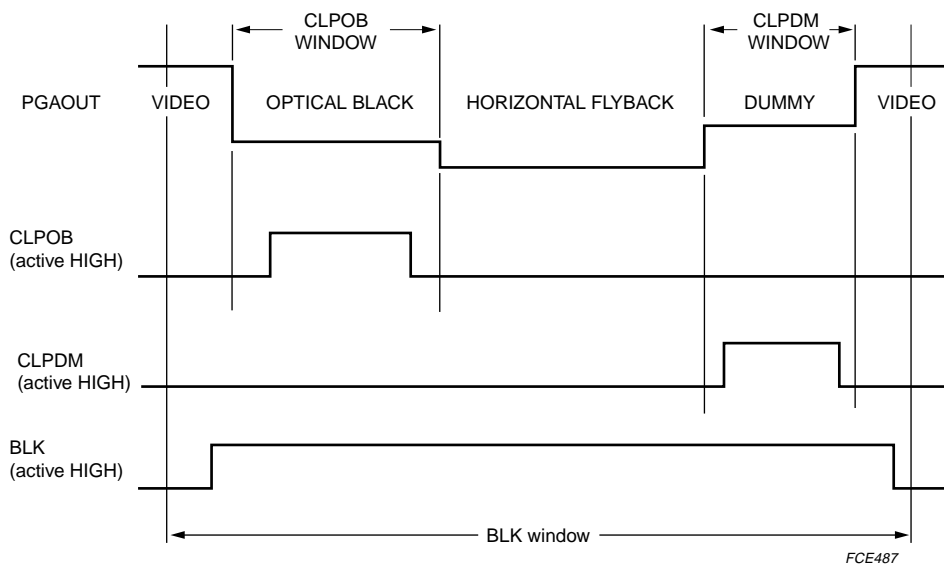 CLPOB
WINDOW
CLPDM
WINDOW
PGAOUT
VIDEO
OPTICAL BLACK
HORIZONTAL FLYBACK
DUMMY
VIDEO
CLPOB
(active HIGH)
CLPDM
(active HIGH)
BLK
(active HIGH)
BLK window
FCE487